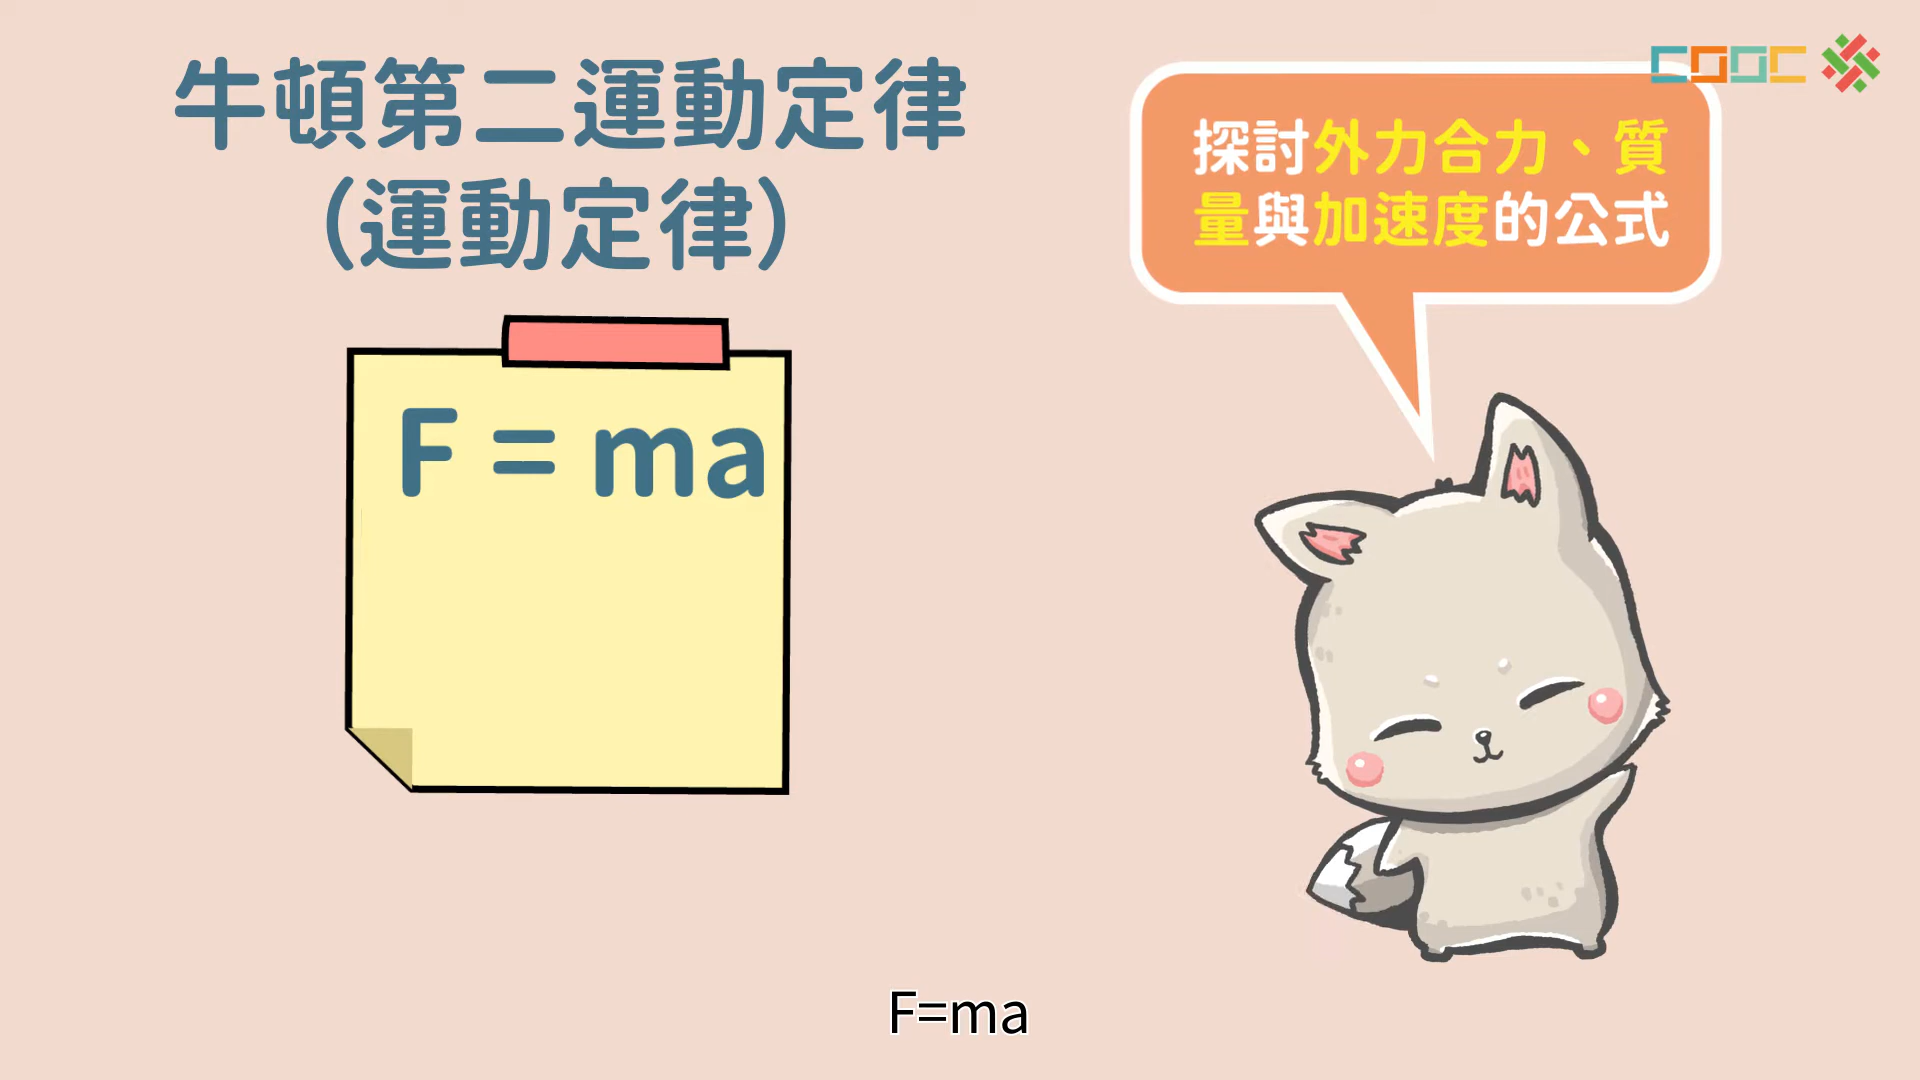 牛頓第二運動定律
(運動定律)
COOC
探討外力合力、質
量與加速度的公式
F = ma
F=ma